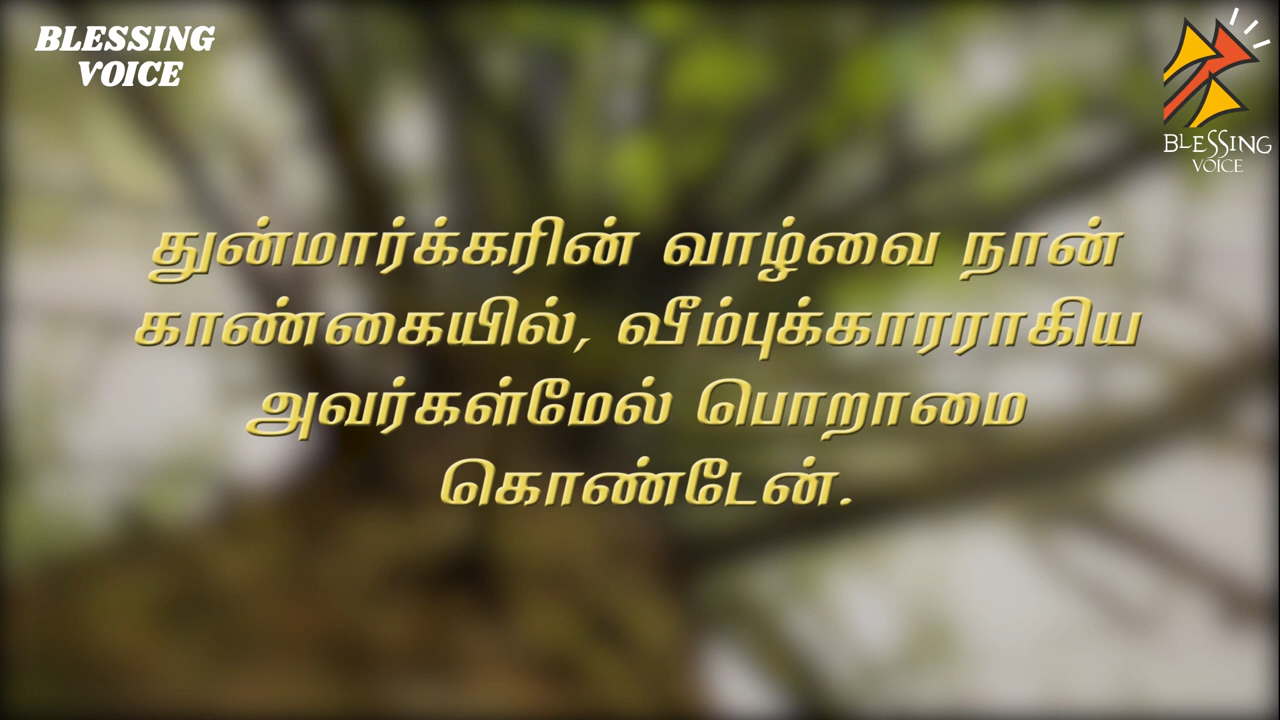 BLESSING
VOICE
BLESSING
VOICE
துன்மார்க்கரின் வாழ்வை நான்
காண்கையில், வீம்புக்காரராகிய
அவர்கள்மேல் பொறாமை
கொண்டேன்.